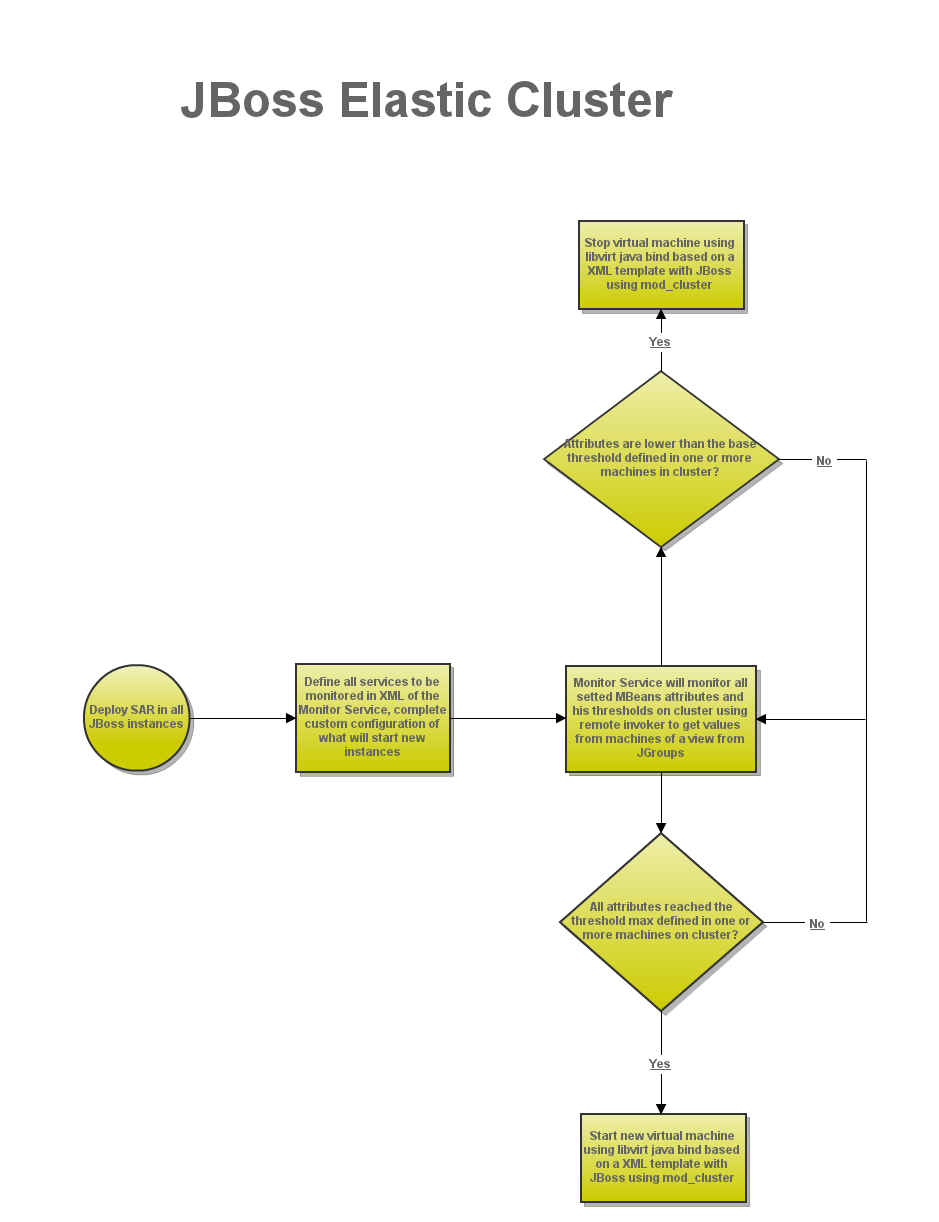 JBoss Elastic Cluster
Stop virtual machine using
libvirt java bind based on a
XML template with JBoss
using mod_cluster
Yes
Attributes are lower than the base
threshold defined in one or more
machines in cluster?
No
Deploy SAR in all
JBoss instances
Define all services to be
monitored in XML of the
Monitor Service, complete
custom configuration of
what will start new
instances
Monitor Service will monitor all
setted MBeans attributes and
his thresholds on cluster using
remote invoker to get values
from machines of a view from
JGroups
All attributes reached the
threshold max defined in one or
more machines on cluster?
No
Yes
Start new virtual machine
using libvirt java bind based
on a XML template with
JBoss using mod_cluster